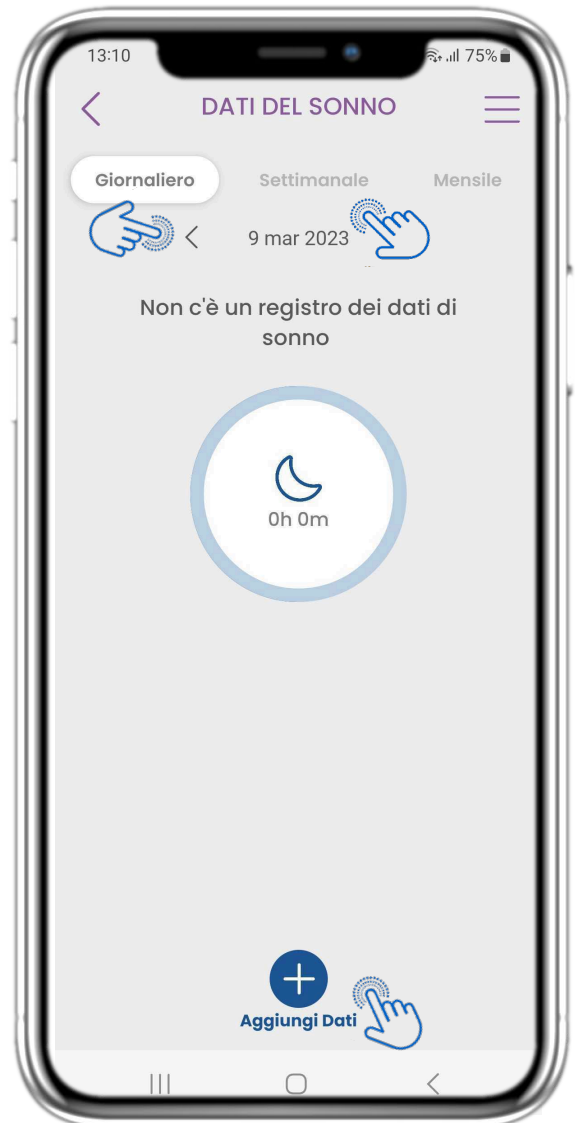 13:10 75%
DATI DEL SONNO
Giornaliero Settimanale Mensile
9 mar 2023
Non c'è un registro dei dati di
sonno
0h 0m
Aggiungi Dati